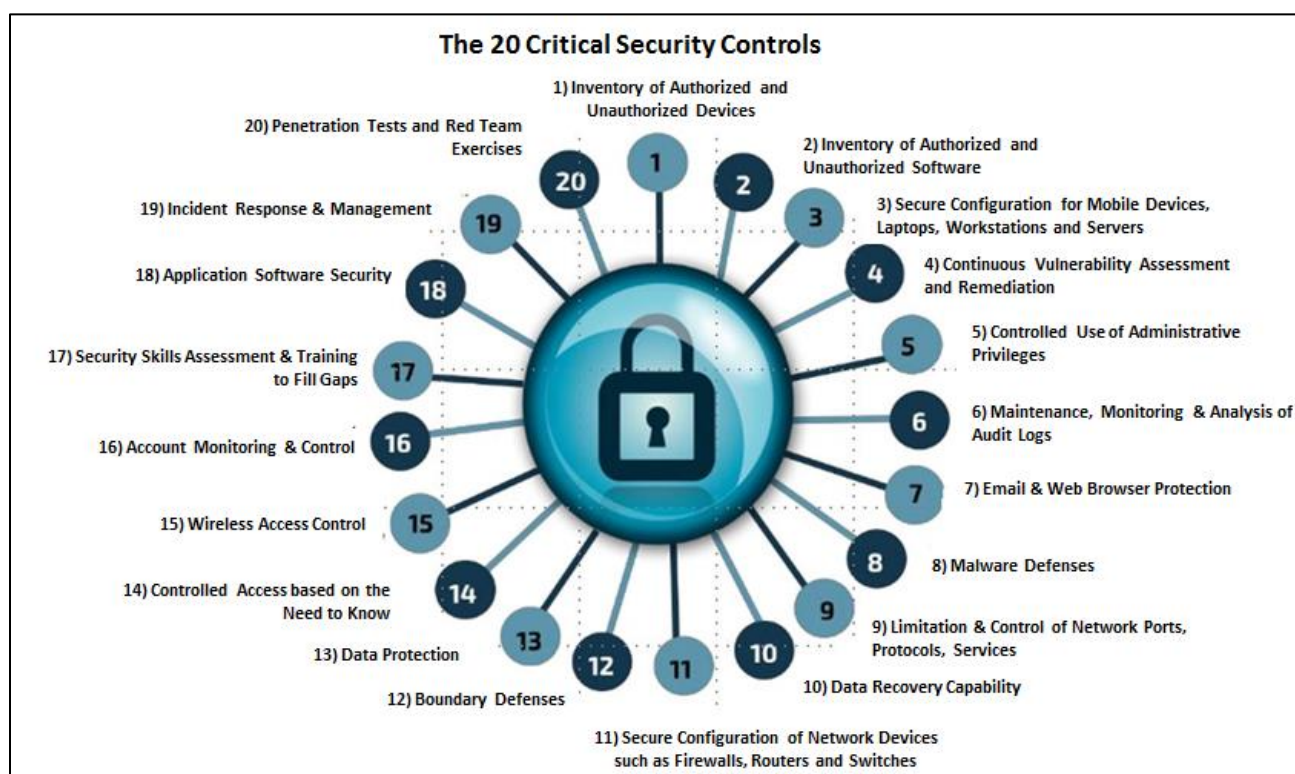 The 20 Critical Security Controls
1) Inventory of Authorized and
Unauthorized Devices
2) Inventory of Authorized and
Unauthorized Software
3) Secure Configuration for Mobile Devices,
Laptops, Workstations and Servers
4) Continuous Vulnerability Assessment
and Remediation
5) Controlled Use of Administrative
Privileges
6) Maintenance, Monitoring & Analysis of
Audit Logs
7) Email & Web Browser Protection
8) Malware Defenses
9) Limitation & Control of Network Ports,
Protocols, Services
10) Data Recovery Capability
11) Secure Configuration of Network Devices
such as Firewalls, Routers and Switches
12) Boundary Defenses
13) Data Protection
14) Controlled Access based on the
Need to Know
15) Wireless Access Control
16) Account Monitoring & Control
17) Security Skills Assessment & Training
to Fill Gaps
18) Application Software Security
19) Incident Response & Management
20) Penetration Tests and Red Team
Exercises
1
2
3
4
5
6
7
8
9
10
11
12
13
14
15
16
17
18
19
20